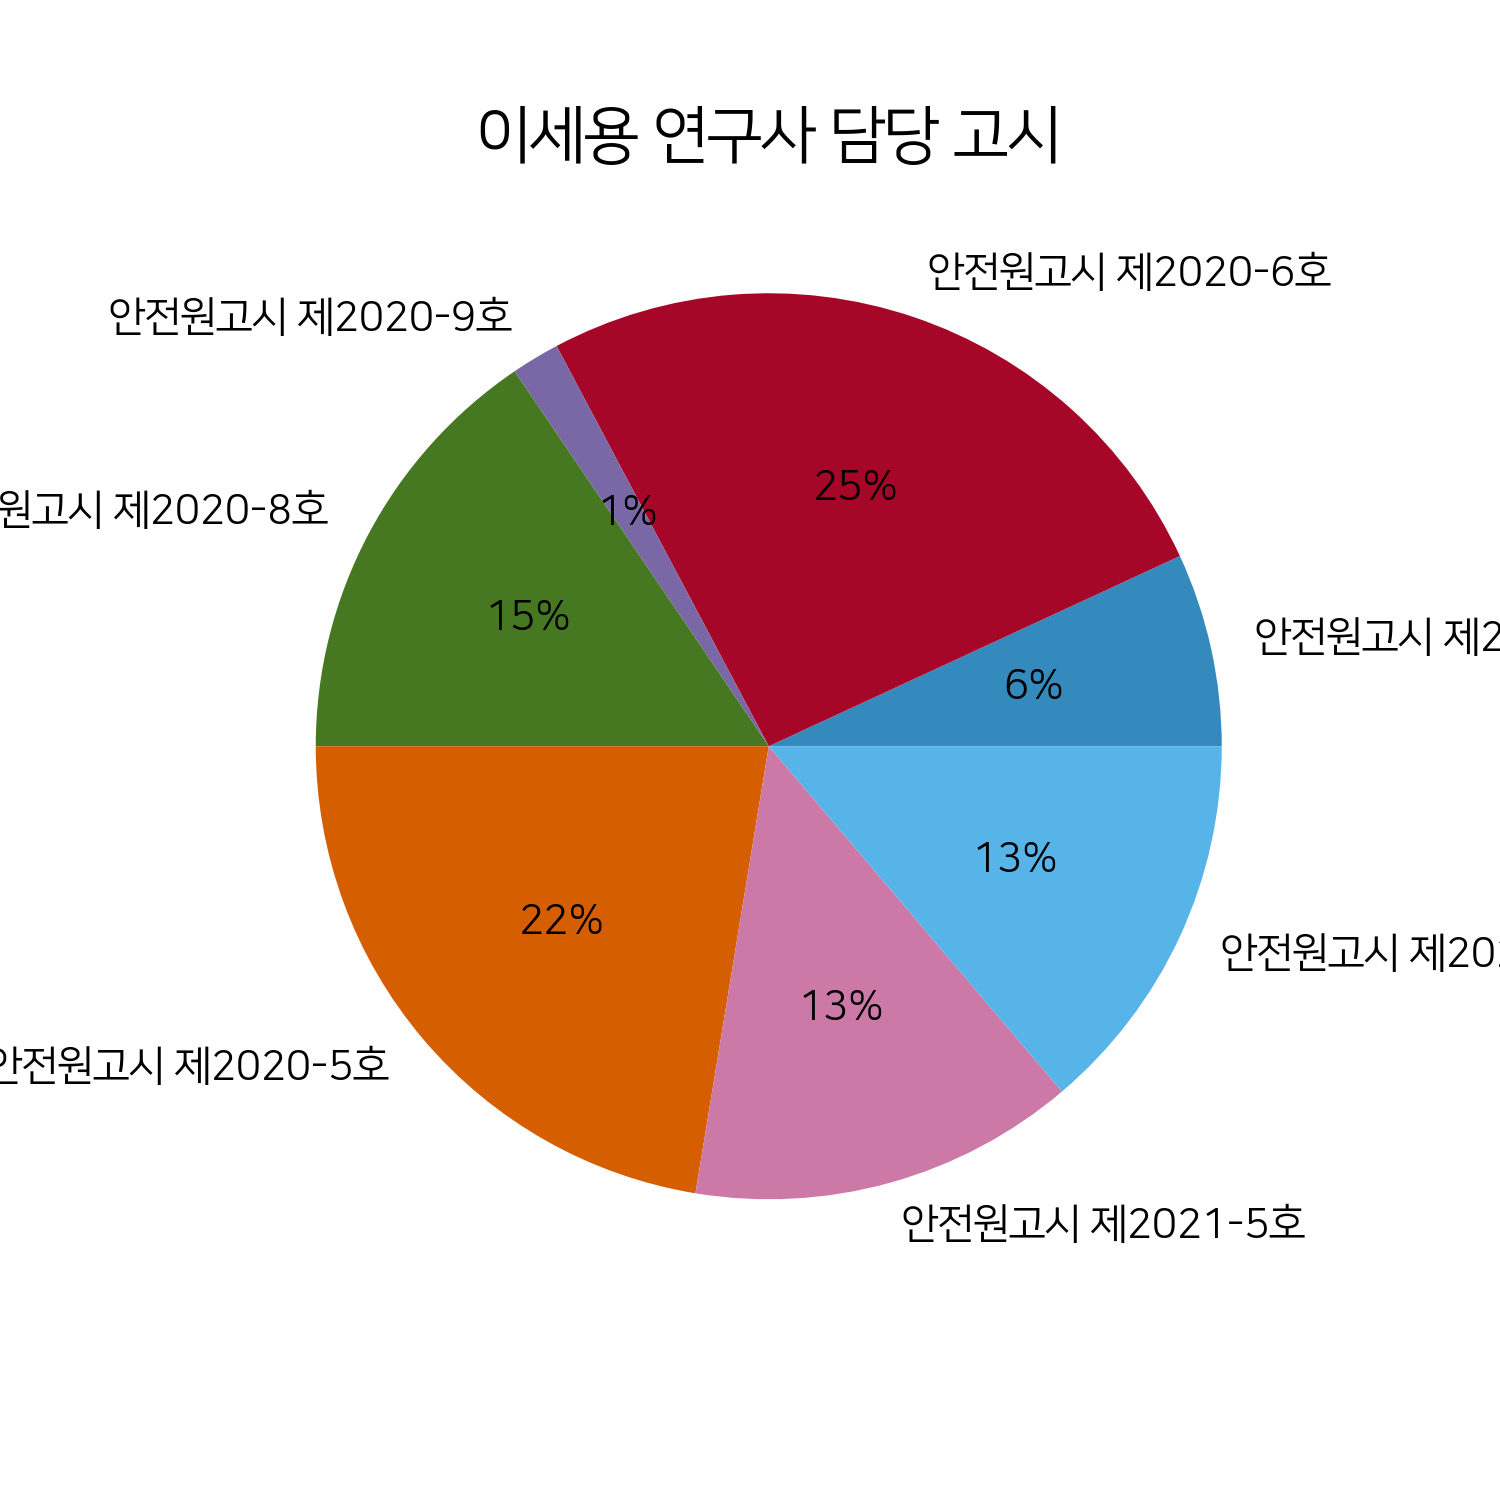 이세용 연구사 담당 고시
안전원고시 제2020-6호
안전원고시 제2020-9호
25%
원고시 제2020-8호
1%
15%
안전원고시 제2
6%
13%
22%
안전원고시 제20
13%
안전원고시 제2020-5호
안전원고시 제2021-5호